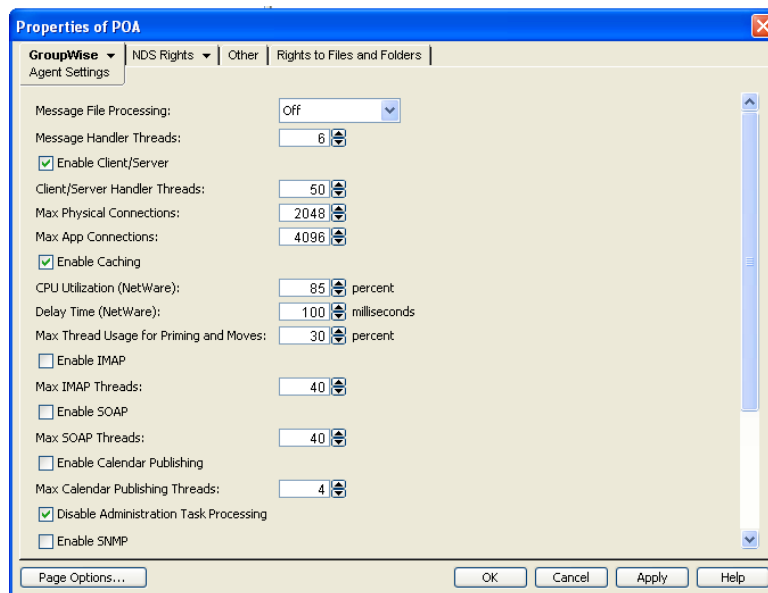 Properties of POA
GroupWise NDS Rights Other Rights to Files and Folders
Agent Settings
Message File Processing: Off
Message Handler Threads: 6
Enable Client/Server
Client/Server Handler Threads: 50
Max Physical Connections: 2048
Max App Connections: 4096
Enable Caching
CPU Utilization (NetWare): 85 percent
Delay Time (NetWare): 100 milliseconds
Max Thread Usage for Priming and Moves: 30 percent
Enable IMAP
Max IMAP Threads: 40
Enable SOAP
Max SOAP Threads: 40
Enable Calendar Publishing
Max Calendar Publishing Threads: 4
Disable Administration Task Processing
Enable SNMP
Page Options... OK Cancel Apply Help